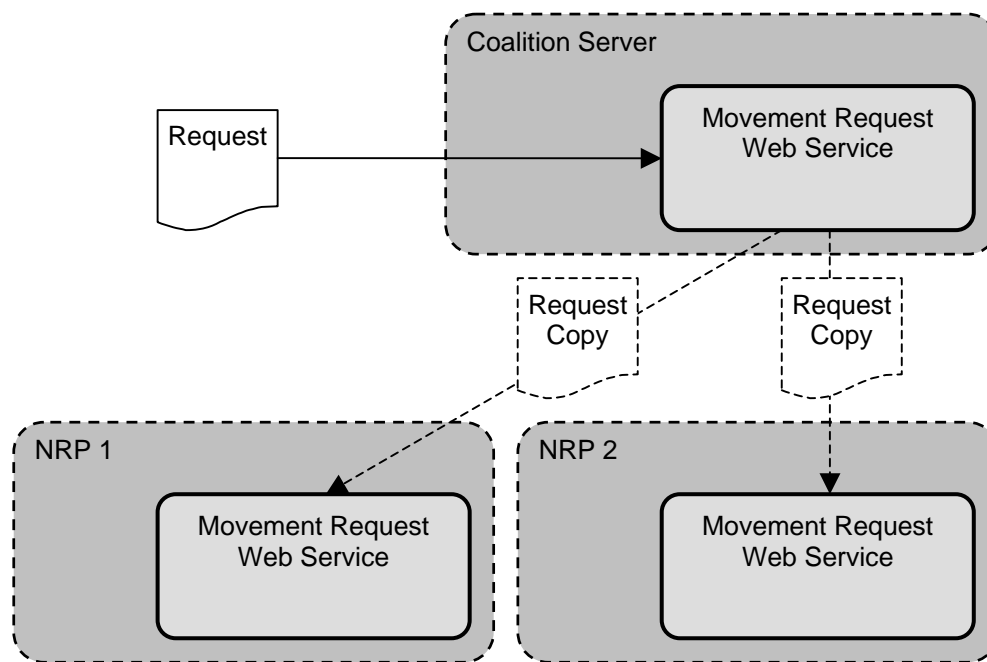 Coalition Server
Request
Movement Request
Web Service
Request
Copy
Request
Copy
NRP 1
Movement Request
Web Service
NRP 2
Movement Request
Web Service